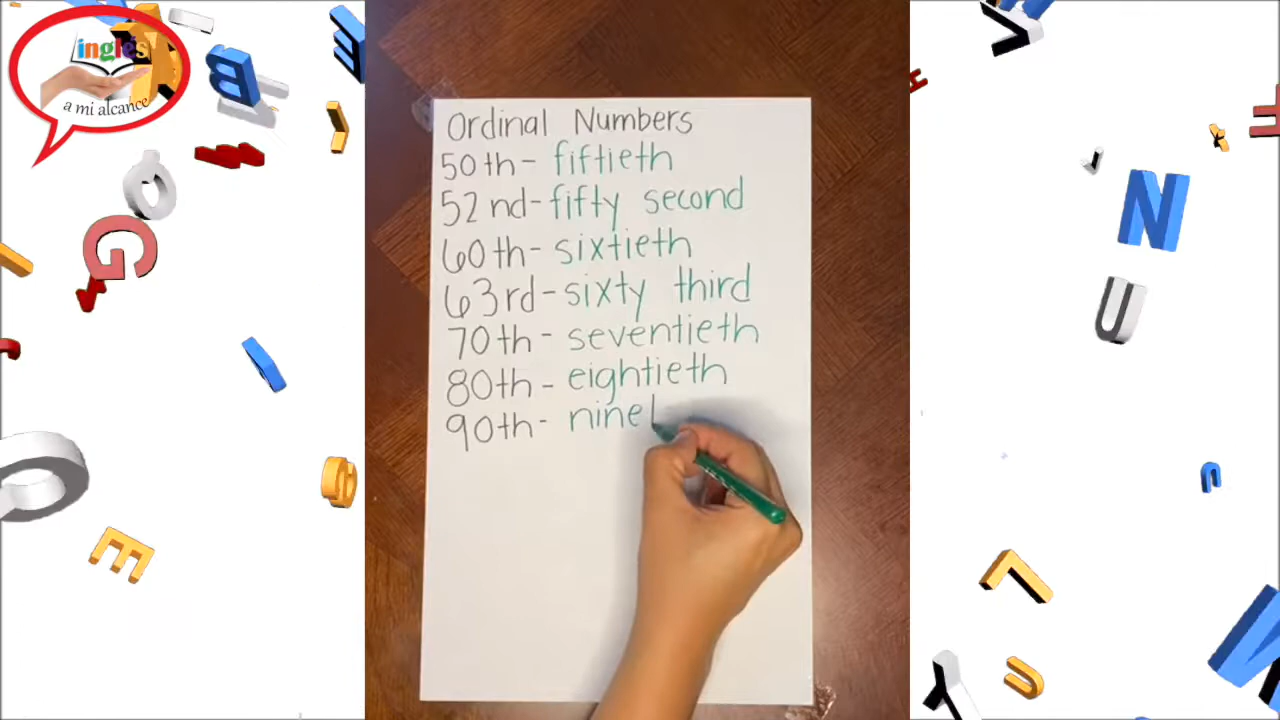 inglés
a mi alcance
Ordinal Numbers
50th- fiftieth
52nd- fifty second
60th- sixtieth
63rd- sixty third
70th- seventieth
80th- eightieth
90th- nine